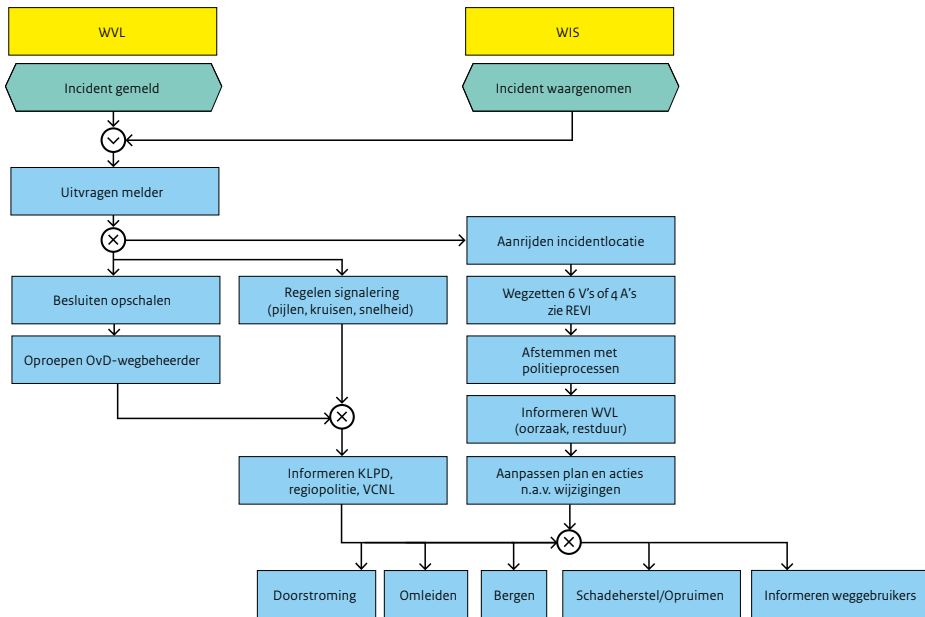 WVL
WIS
Incident gemeld
Incident waargenomen
Uitvragen melder
Aanrijden incidentlocatie
Besluiten opschalen
Regelen signalering
(pijlen, kruisen, snelheid)
Wegzetten 6 V's of 4 A's
zie REVI
Oproepen OvD-wegbeheerder
Afstemmen met
politieprocessen
Informeren WVL
(oorzaak, restduur)
Informeren KLPD,
regiopolitie, VCNL
Aanpassen plan en acties
n.a.v. wijzigingen
Doorstroming
Omleiden
Bergen
Schadeherstel/Opruimen
Informeren weggebruikers